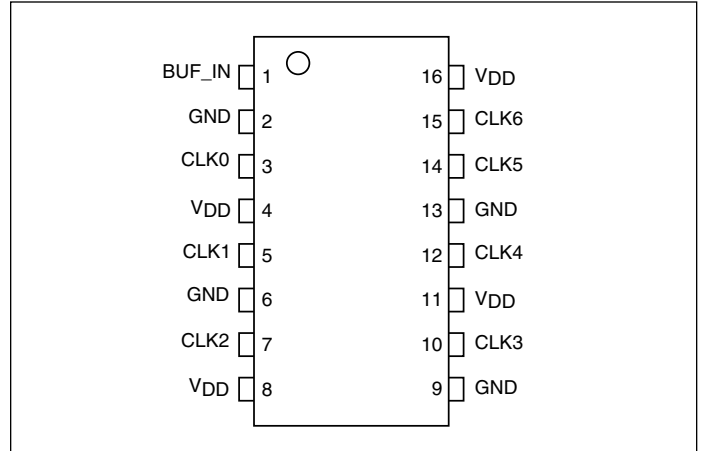 BUF_IN 1 16 VDD
GND 2 15 CLK6
CLK0 3 14 CLK5
VDD 4 13 GND
CLK1 5 12 CLK4
GND 6 11 VDD
CLK2 7 10 CLK3
VDD 8 9 GND